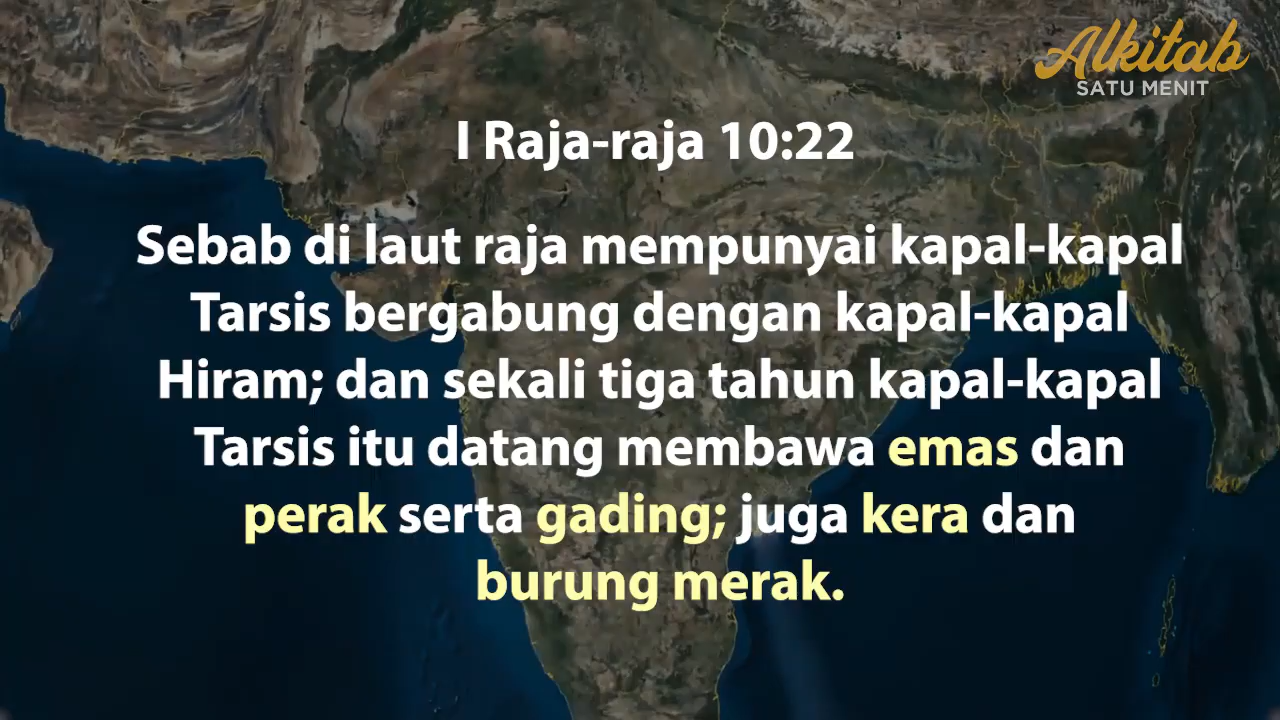 Alkitab
SATU MENIT
I Raja-raja 10:22
Sebab di laut raja mempunyai kapal-kapal
Tarsis bergabung dengan kapal-kapal
Hiram; dan sekali tiga tahun kapal-kapal
Tarsis itu datang membawa emas dan
perak serta gading; juga kera dan
burung merak.